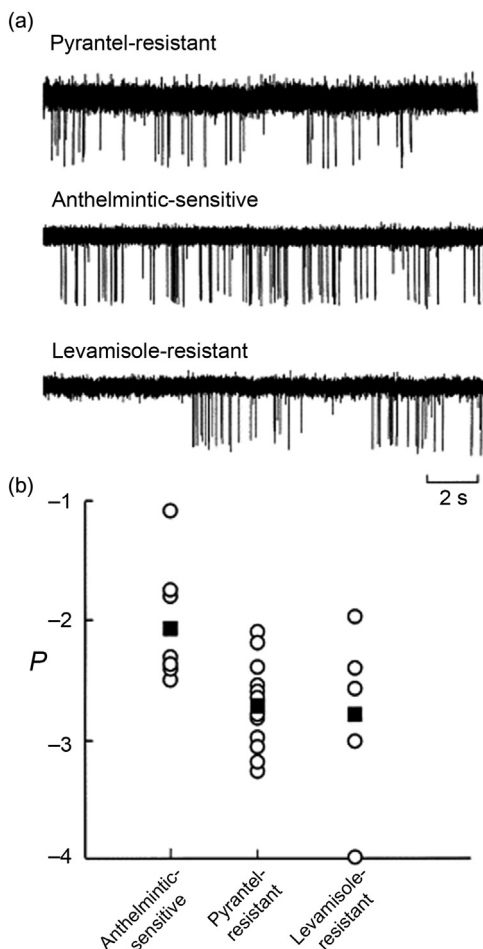 (a)
Pyrantel-resistant
Anthelmintic-sensitive
Levamisole-resistant
2 s
(b)
–1
–2
P
–3
–4
Anthelmintic-
sensitive
Pyrantel-
resistant
Levamisole-
resistant